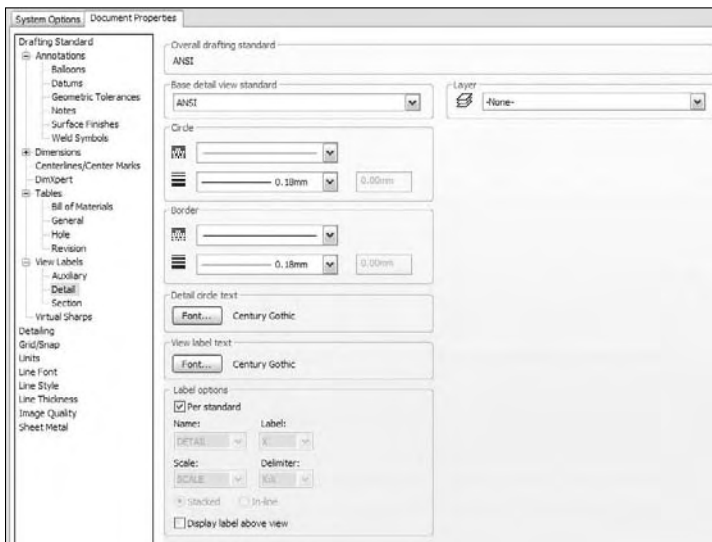 System Options
Document Properties
Drafting Standard
Annotations
Balloons
Datums
Geometric Tolerances
Notes
Surface Finishes
Weld Symbols
Dimensions
Centerlines/Center Marks
DimXpert
Tables
Bill of Materials
General
Hole
Revision
View Labels
Auxiliary
Detail
Section
Virtual Sharps
Detailing
Grid/Snap
Units
Line Font
Line Style
Line Thickness
Image Quality
Sheet Metal
Overall drafting standard
ANSI
Base detail view standard
ANSI
Layer
-None-
Circle
0.18mm
0.00mm
Border
0.18mm
0.00mm
Detail circle text
Font...
Century Gothic
View label text
Font...
Century Gothic
Label options
Per standard
Name:
Label:
DETAIL
X
Scale:
Delimiter:
SCALE
Stacked
In-line
Display label above view